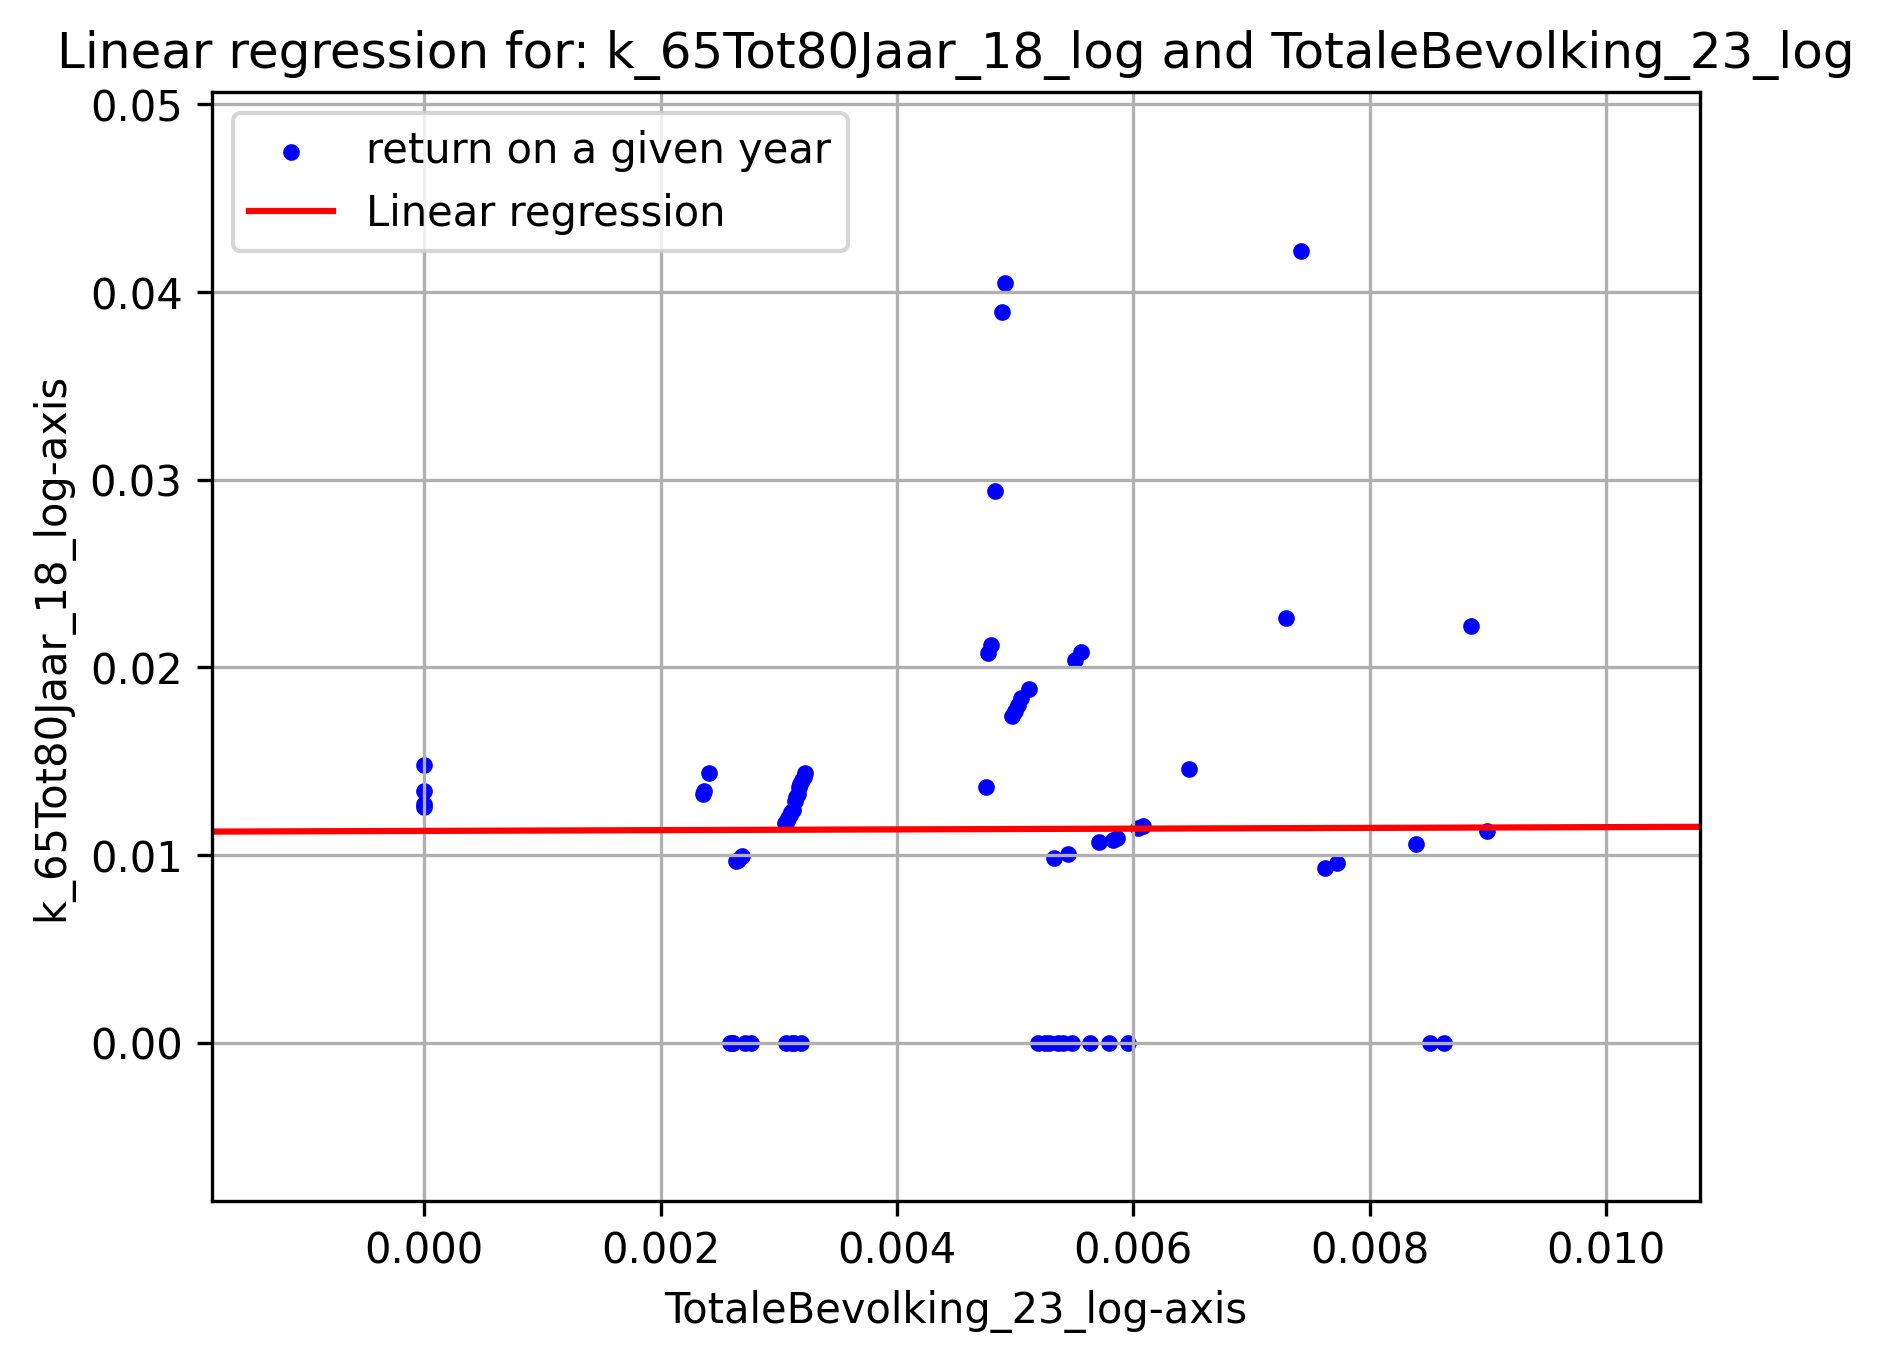 Linear regression for: k_65Tot80Jaar_18_log and TotaleBevolking_23_log
return on a given year
Linear regression
k_65Tot80Jaar_18_log-axis
0.05
0.04
0.03
0.02
0.01
0.00
0.000 0.002 0.004 0.006 0.008 0.010
TotaleBevolking_23_log-axis